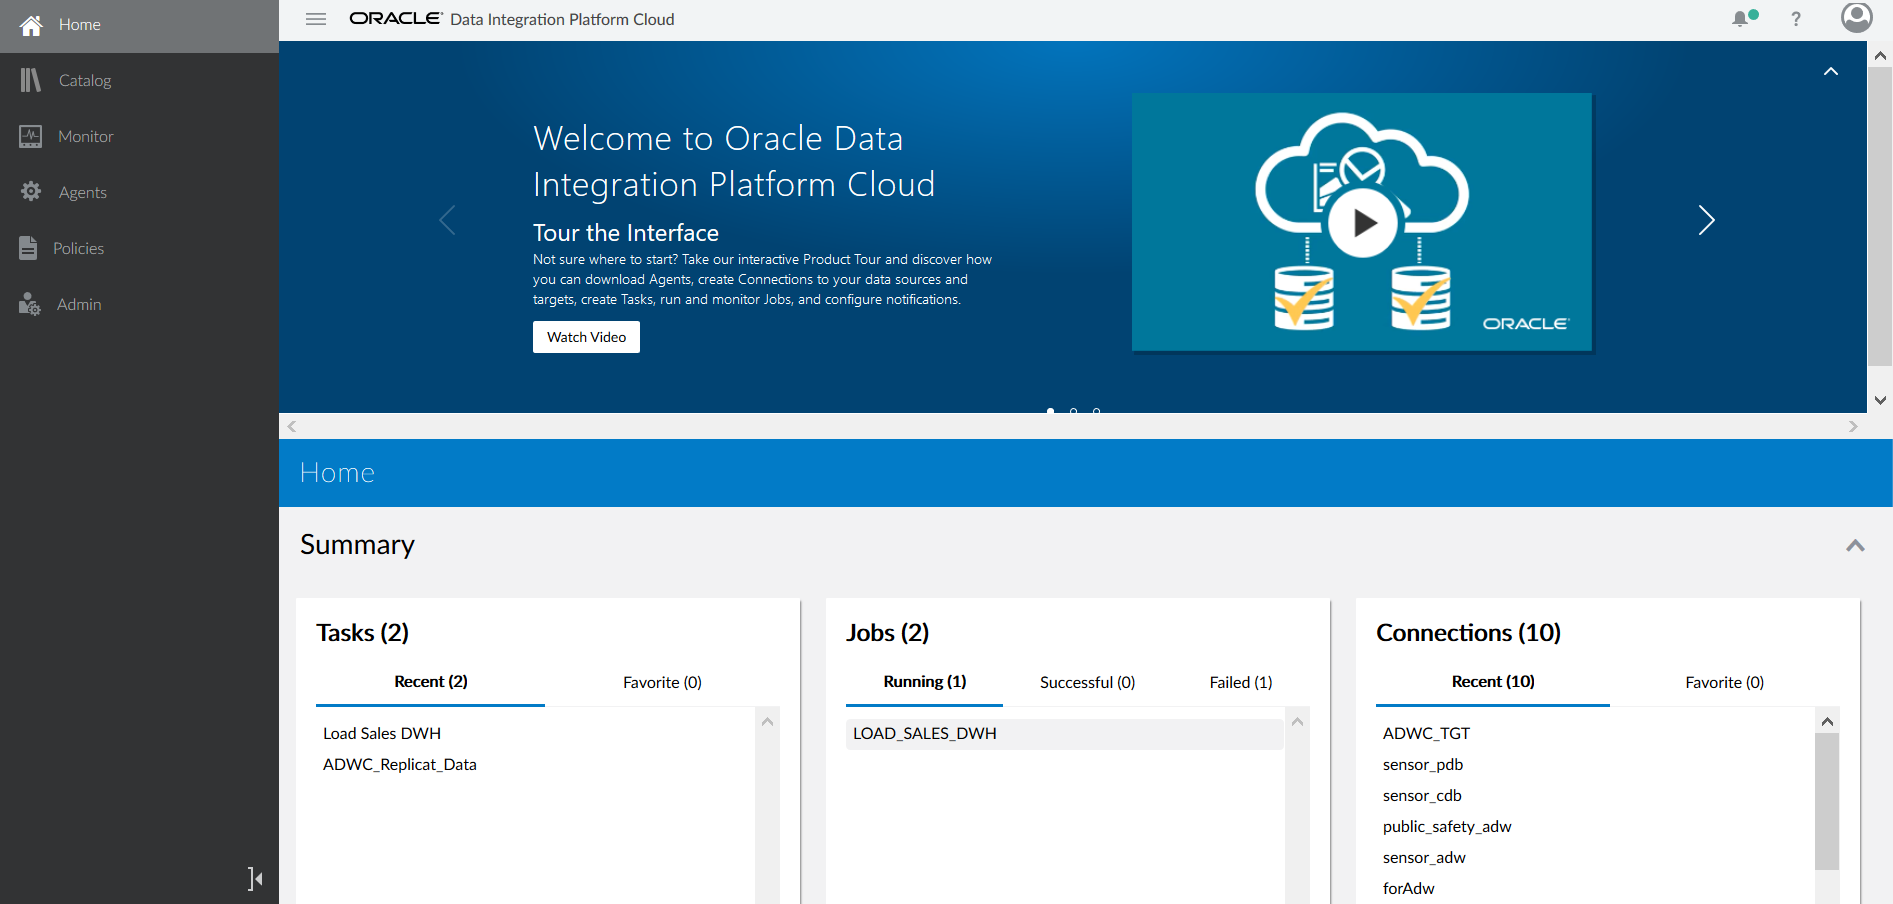 Home
Catalog
Monitor
Agents
Policies
Admin
ORACLE Data Integration Platform Cloud
?
Welcome to Oracle Data
Integration Platform Cloud
Tour the Interface
Not sure where to start? Take our interactive Product Tour and discover how
you can download Agents, create Connections to your data sources and
targets, create Tasks, run and monitor Jobs, and configure notifications.
Watch Video
ORACLE
Home
Summary
Tasks (2)
Recent (2)
Favorite (0)
Load Sales DWH
ADWC_Replicat_Data
Jobs (2)
Running (1)
Successful (0)
Failed (1)
LOAD_SALES_DWH
Connections (10)
Recent (10)
Favorite (0)
ADWC_TGT
sensor_pdb
sensor_cdb
public_safety_adw
sensor_adw
forAdw